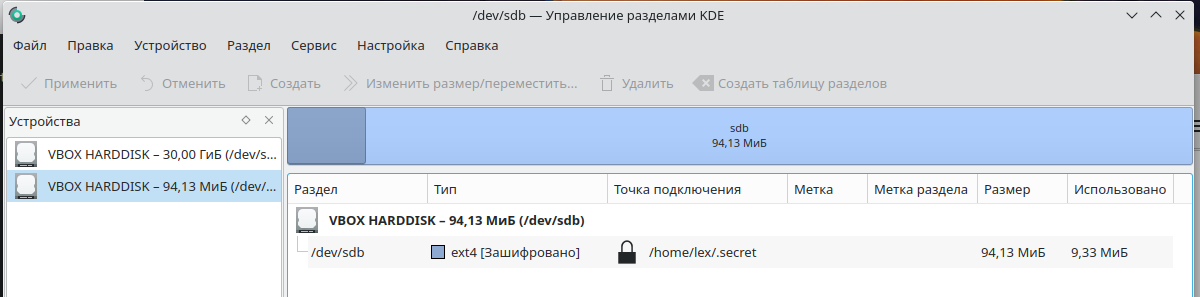 /dev/sdb — Управление разделами KDE
Файл Правка Устройство Раздел Сервис Настройка Справка
Применить Отменить Создать Изменить размер/переместить... Удалить Создать таблицу разделов
Устройства
VBOX HARDDISK – 30,00 ГиБ (/dev/s...
VBOX HARDDISK – 94,13 МиБ (/dev/...
sdb
94,13 МиБ
Раздел Тип Точка подключения Метка Метка раздела Размер Использовано
VBOX HARDDISK – 94,13 МиБ (/dev/sdb)
/dev/sdb ext4 [Зашифровано] /home/lex/.secret 94,13 МиБ 9,33 МиБ